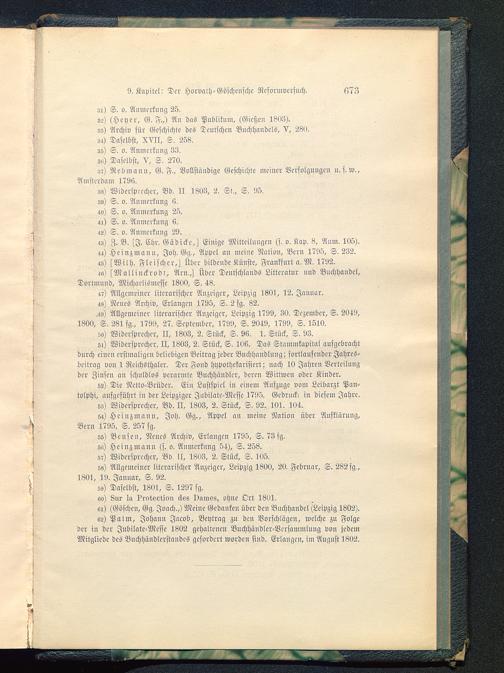 9. Kapitel: Der Horvath-Göschensche Reformversuch. 673
31) S. o. Anmerkung 25.
32) (Heyer, G. F.,) An das Publikum, (Gießen 1803).
33) Archiv für Geschichte des Deutschen Buchhandels, V, 280.
34) Daselbst, XVII, S. 258.
35) S. o. Anmerkung 33.
36) Daselbst, V, S. 270.
37) Rebmann, G. F., Vollständige Geschichte meiner Verfolgungen u. s. w.,
Amsterdam 1796.
38) Widersprecher, Bd. II 1803, 2. St., S. 95.
39) S. o. Anmerkung 6.
40) S. o. Anmerkung 25.
41) S. o. Anmerkung 6.
42) S. o. Anmerkung 29.
43) Z. B. [J. Chr. Gädicke,] Einige Mitteilungen (s. o. Kap. 8, Anm. 105).
44) Heinzmann, Joh. Gg., Appel an meine Nation, Bern 1795, S. 232.
45) [Wilh. Fleischer,] Über bildende Künste, Frankfurt a. M. 1792.
46) [Mallinckrodt, Arn.,] Über Deutschlands Litteratur und Buchhandel,
Dortmund, Michaelismesse 1800, S. 48.
47) Allgemeiner literarischer Anzeiger, Leipzig 1801, 12. Januar.
48) Neues Archiv, Erlangen 1795, S. 2 fg. 82.
49) Allgemeiner literarischer Anzeiger, Leipzig 1799, 30. Dezember, S. 2049,
1800, S. 281 fg., 1799, 27. September, 1799, S. 2049, 1799, S. 1510.
50) Widersprecher, II, 1803, 2. Stück, S. 96. 1. Stück, S. 93.
51) Widersprecher, II, 1803, 2. Stück, S. 106. Das Stammkapital aufgebracht
durch einen erstmaligen beliebigen Beitrag jeder Buchhandlung; fortlaufender Jahres-
beitrag von 1 Reichsthaler. Der Fond hypothekarisiert; nach 10 Jahren Verteilung
der Zinsen an schuldlos verarmte Buchhändler, deren Wittwen oder Kinder.
52) Die Netto-Brüder. Ein Lustspiel in einem Aufzuge vom Leibarzt Pan-
tolphi, aufgeführt in der Leipziger Jubilate-Messe 1795. Gedruckt in diesem Jahre.
53) Widersprecher, Bd. II, 1803, 2. Stück, S. 92. 101. 104.
54) Heinzmann, Joh. Gg., Appel an meine Nation über Aufklärung,
Bern 1795, S. 257 fg.
55) Bensen, Neues Archiv, Erlangen 1795, S. 73 fg.
56) Heinzmann (s. o. Anmerkung 54), S. 258.
57) Widersprecher, Bd. II, 1803, 2. Stück, S. 105.
58) Allgemeiner literarischer Anzeiger, Leipzig 1800, 20. Februar, S. 282 fg.,
1801, 19. Januar, S. 92.
59) Daselbst, 1801, S. 1297 fg.
60) Sur la Protection des Dames, ohne Ort 1801.
61) (Göschen, Gg. Joach.,) Meine Gedanken über den Buchhandel (Leipzig 1802).
62) Palm, Johann Jacob, Beytrag zu den Vorschlägen, welche zu Folge
der in der Jubilate-Messe 1802 gehaltenen Buchhändler-Versammlung von jedem
Mitgliede des Buchhändlerstandes gefordert worden sind. Erlangen, im August 1802.